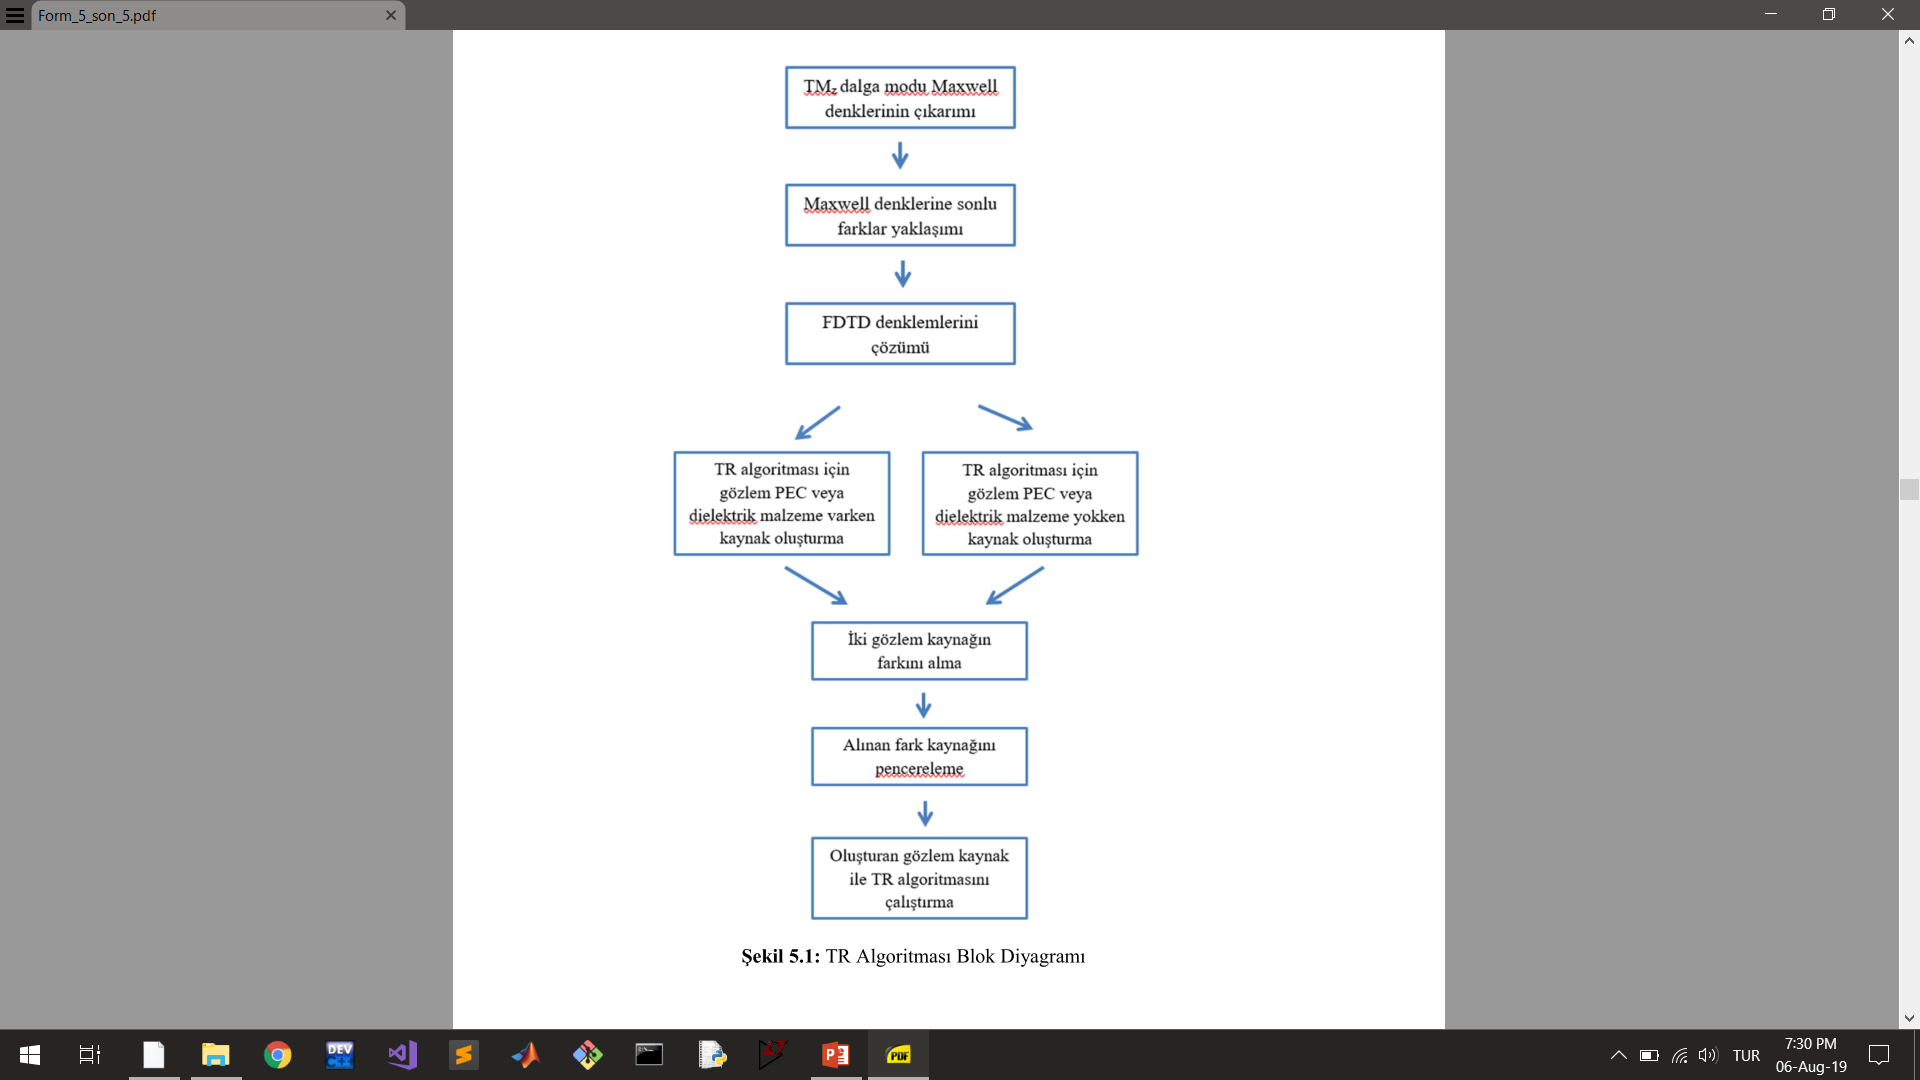 Form_5_son_5.pdf
TMz dalga modu Maxwell
denklerinin çıkarımı
Maxwell denklerine sonlu
farklar yaklaşımı
FDTD denklemlerini
çözümü
TR algoritması için
gözlem PEC veya
dielektrik malzeme varken
kaynak oluşturma
TR algoritması için
gözlem PEC veya
dielektrik malzeme yokken
kaynak oluşturma
İki gözlem kaynağın
farkını alma
Alınan fark kaynağını
pencereleme
Oluşturan gözlem kaynak
ile TR algoritmasını
çalıştırma
Şekil 5.1: TR Algoritması Blok Diyagramı
DEV
C++
P
PDF
TUR
7:30 PM
06-Aug-19